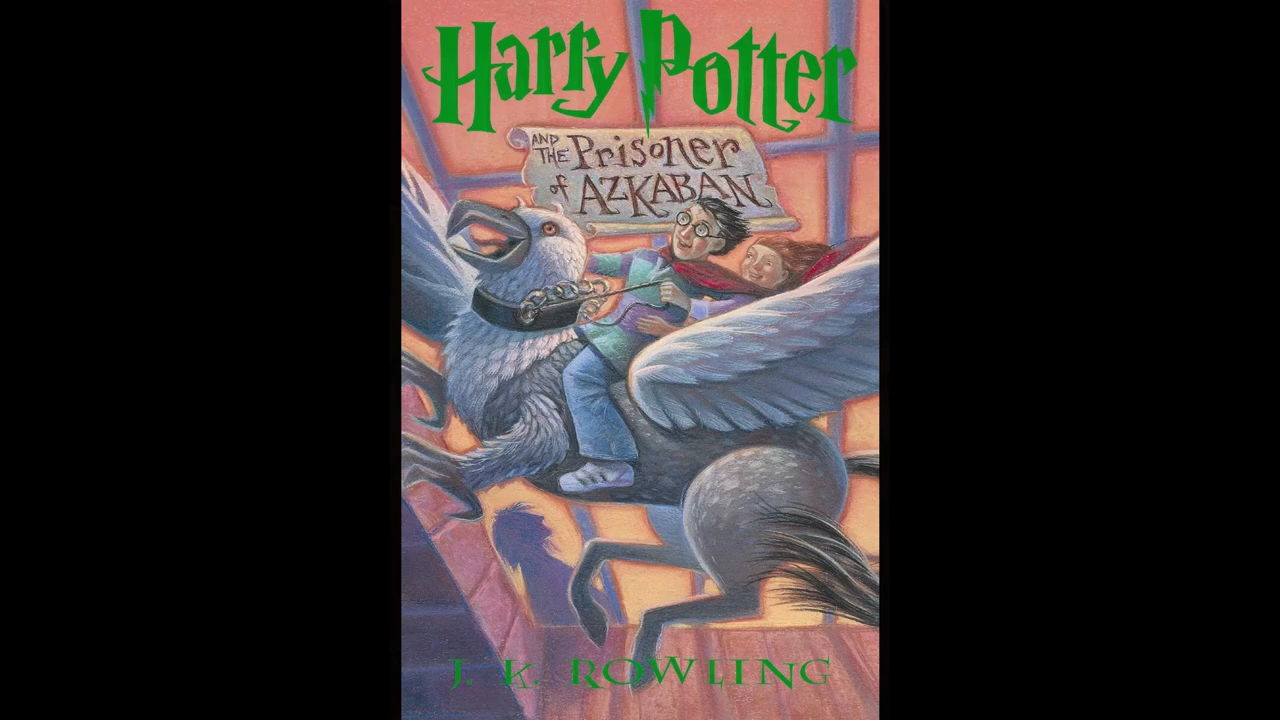 Harry Potter
AND THE Prisoner
of AZKABAN
J. K. ROWLING